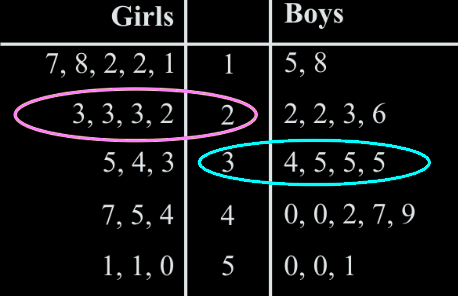 Girls Boys
7, 8, 2, 2, 1 1 5, 8
3, 3, 3, 2 2 2, 2, 3, 6
5, 4, 3 3 4, 5, 5, 5
7, 5, 4 4 0, 0, 2, 7, 9
1, 1, 0 5 0, 0, 1